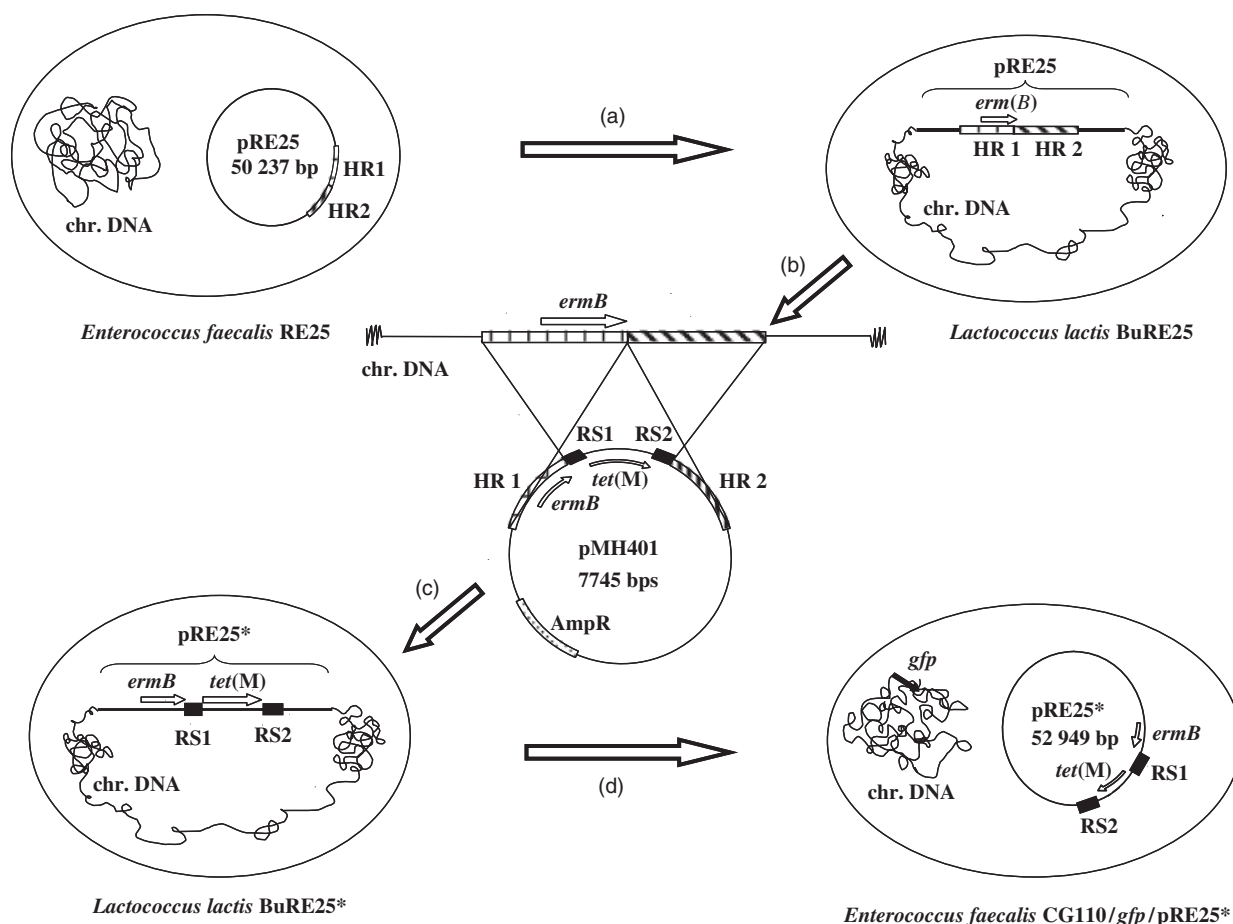 pRE25
50 237 bp
HR1
HR2
chr. DNA
Enterococcus faecalis RE25
(a)
pRE25
erm(B)
HR 1 HR 2
chr. DNA
Lactococcus lactis BuRE25
(b)
ermB
chr. DNA
RS1 RS2
HR 1
tet(M)
HR 2
ermB
pMH401
7745 bps
AmpR
(c)
pRE25*
ermB tet(M)
RS1 RS2
chr. DNA
Lactococcus lactis BuRE25*
(d)
gfp
pRE25*
52 949 bp
ermB
tet(M)
RS1
RS2
chr. DNA
Enterococcus faecalis CG110/gfp/pRE25*